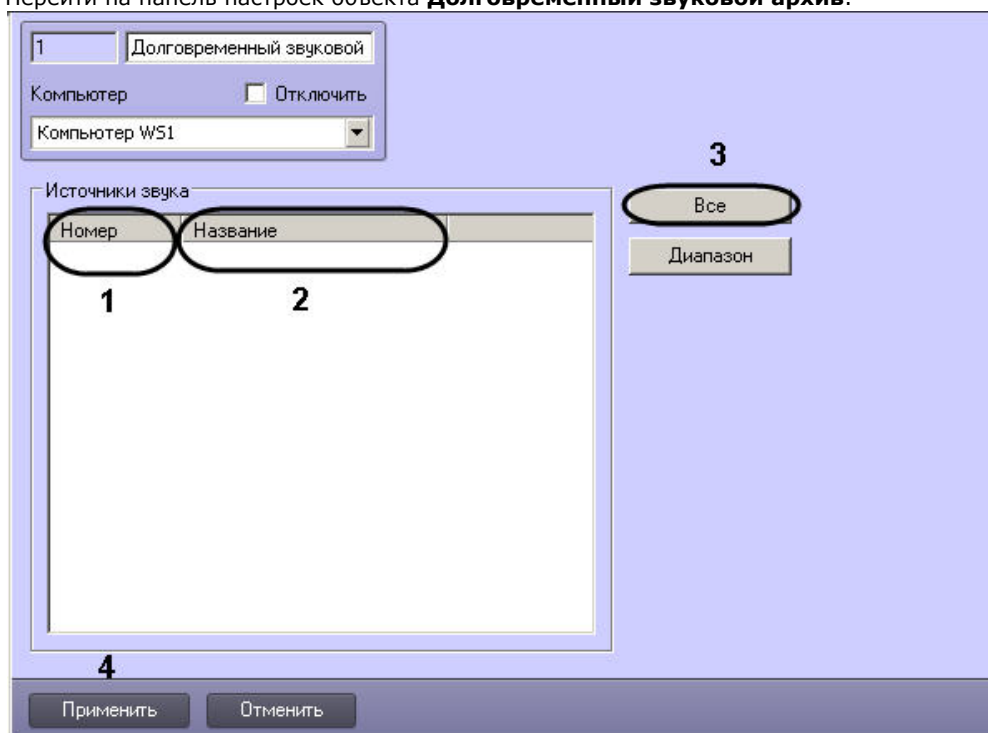 Перейти на панель настроек объекта Долговременный звуковой архив.
1 Долговременный звуковой
Компьютер Отключить
Компьютер WS1
3
Источники звука
Все
Номер Название
Диапазон
1 2
4
Применить Отменить